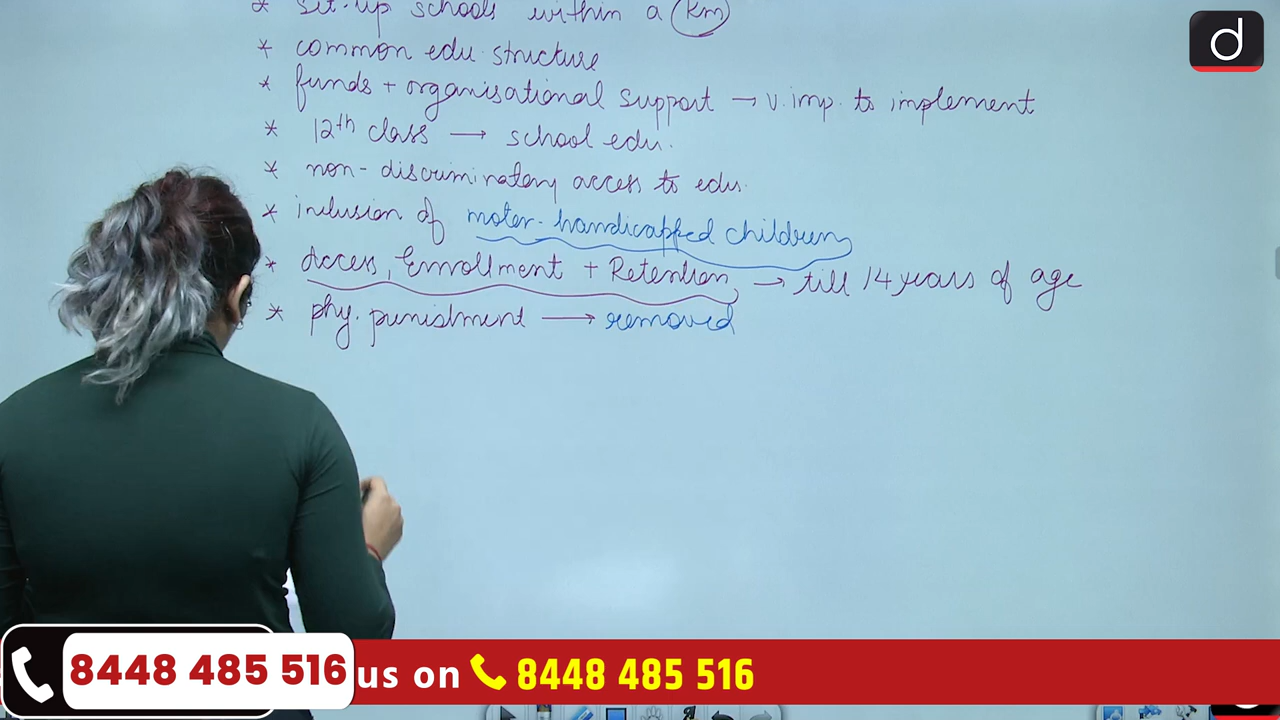 * set-up schools within a km
d
* common edu. structure
* funds + organisational support → v. imp. to implement
* 12th class → school edu.
* non-discriminatory access to edu.
* inclusion of motor-handicapped children
* Access, Enrollment + Retention → till 14 years of age
* phy. punishment → removed
8448 485 516 us on 8448 485 516